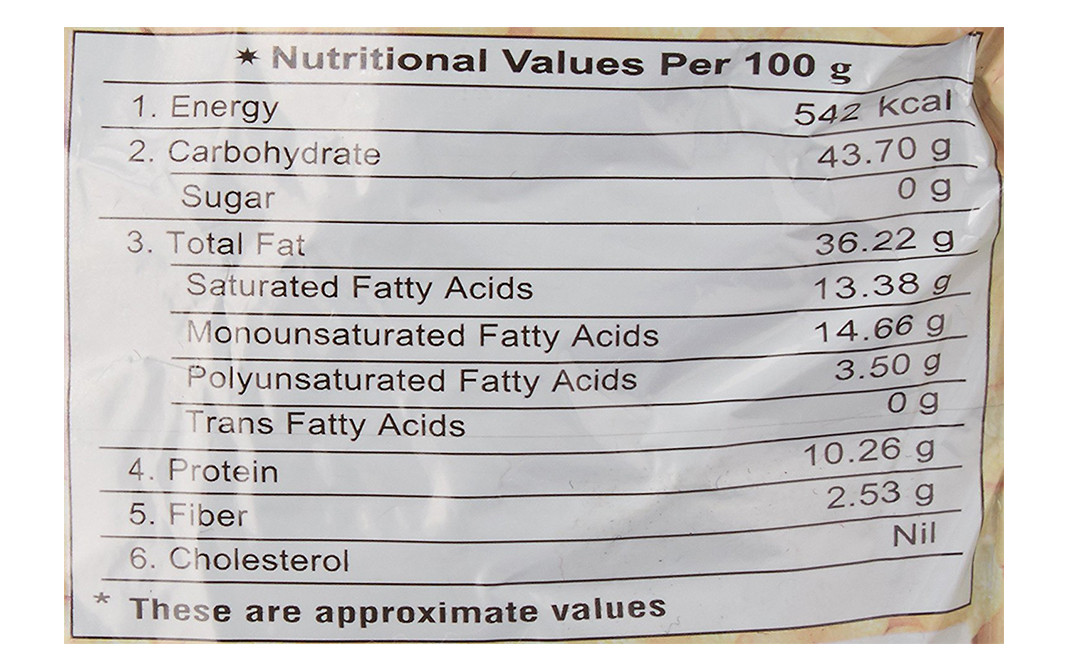 ✶ Nutritional Values Per 100 g
1. Energy 542 kcal
2. Carbohydrate 43.70 g
Sugar 0 g
3. Total Fat 36.22 g
Saturated Fatty Acids 13.38 g
Monounsaturated Fatty Acids 14.66 g
Polyunsaturated Fatty Acids 3.50 g
Trans Fatty Acids 0 g
4. Protein 10.26 g
5. Fiber 2.53 g
6. Cholesterol Nil
* These are approximate values